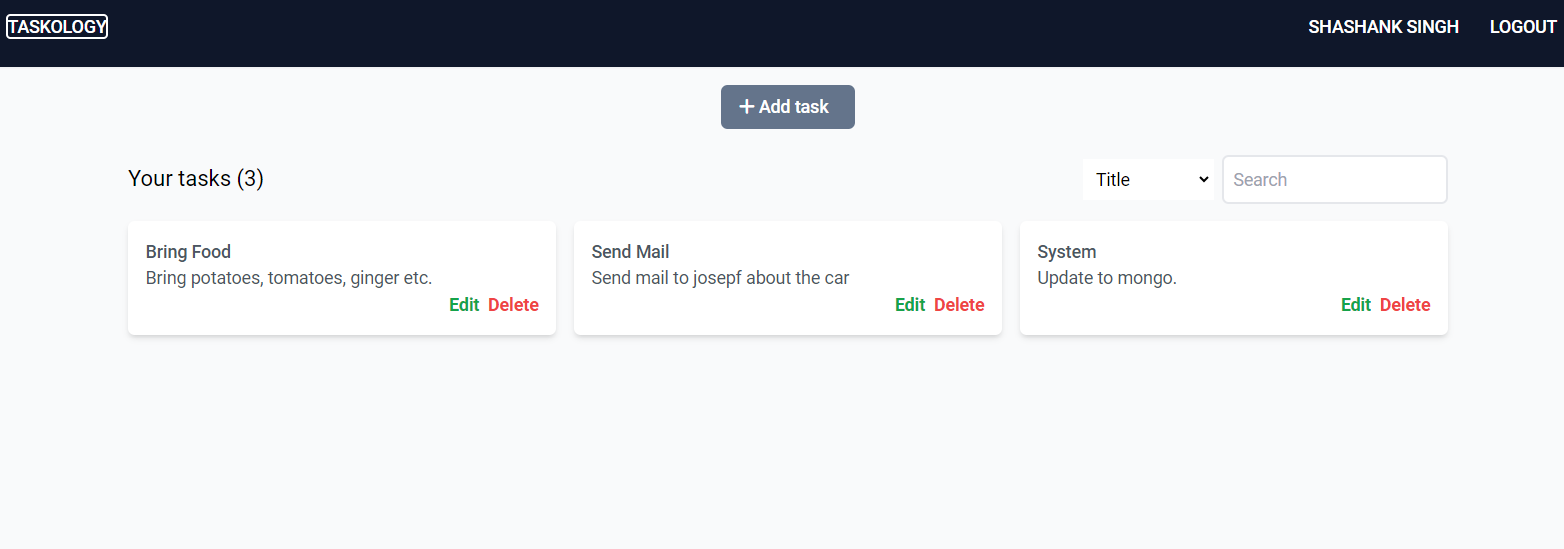 TASKOLOGY
SHASHANK SINGH
LOGOUT
+ Add task
Your tasks (3)
Title
Search
Bring Food
Bring potatoes, tomatoes, ginger etc.
Edit Delete
Send Mail
Send mail to josepf about the car
Edit Delete
System
Update to mongo.
Edit Delete